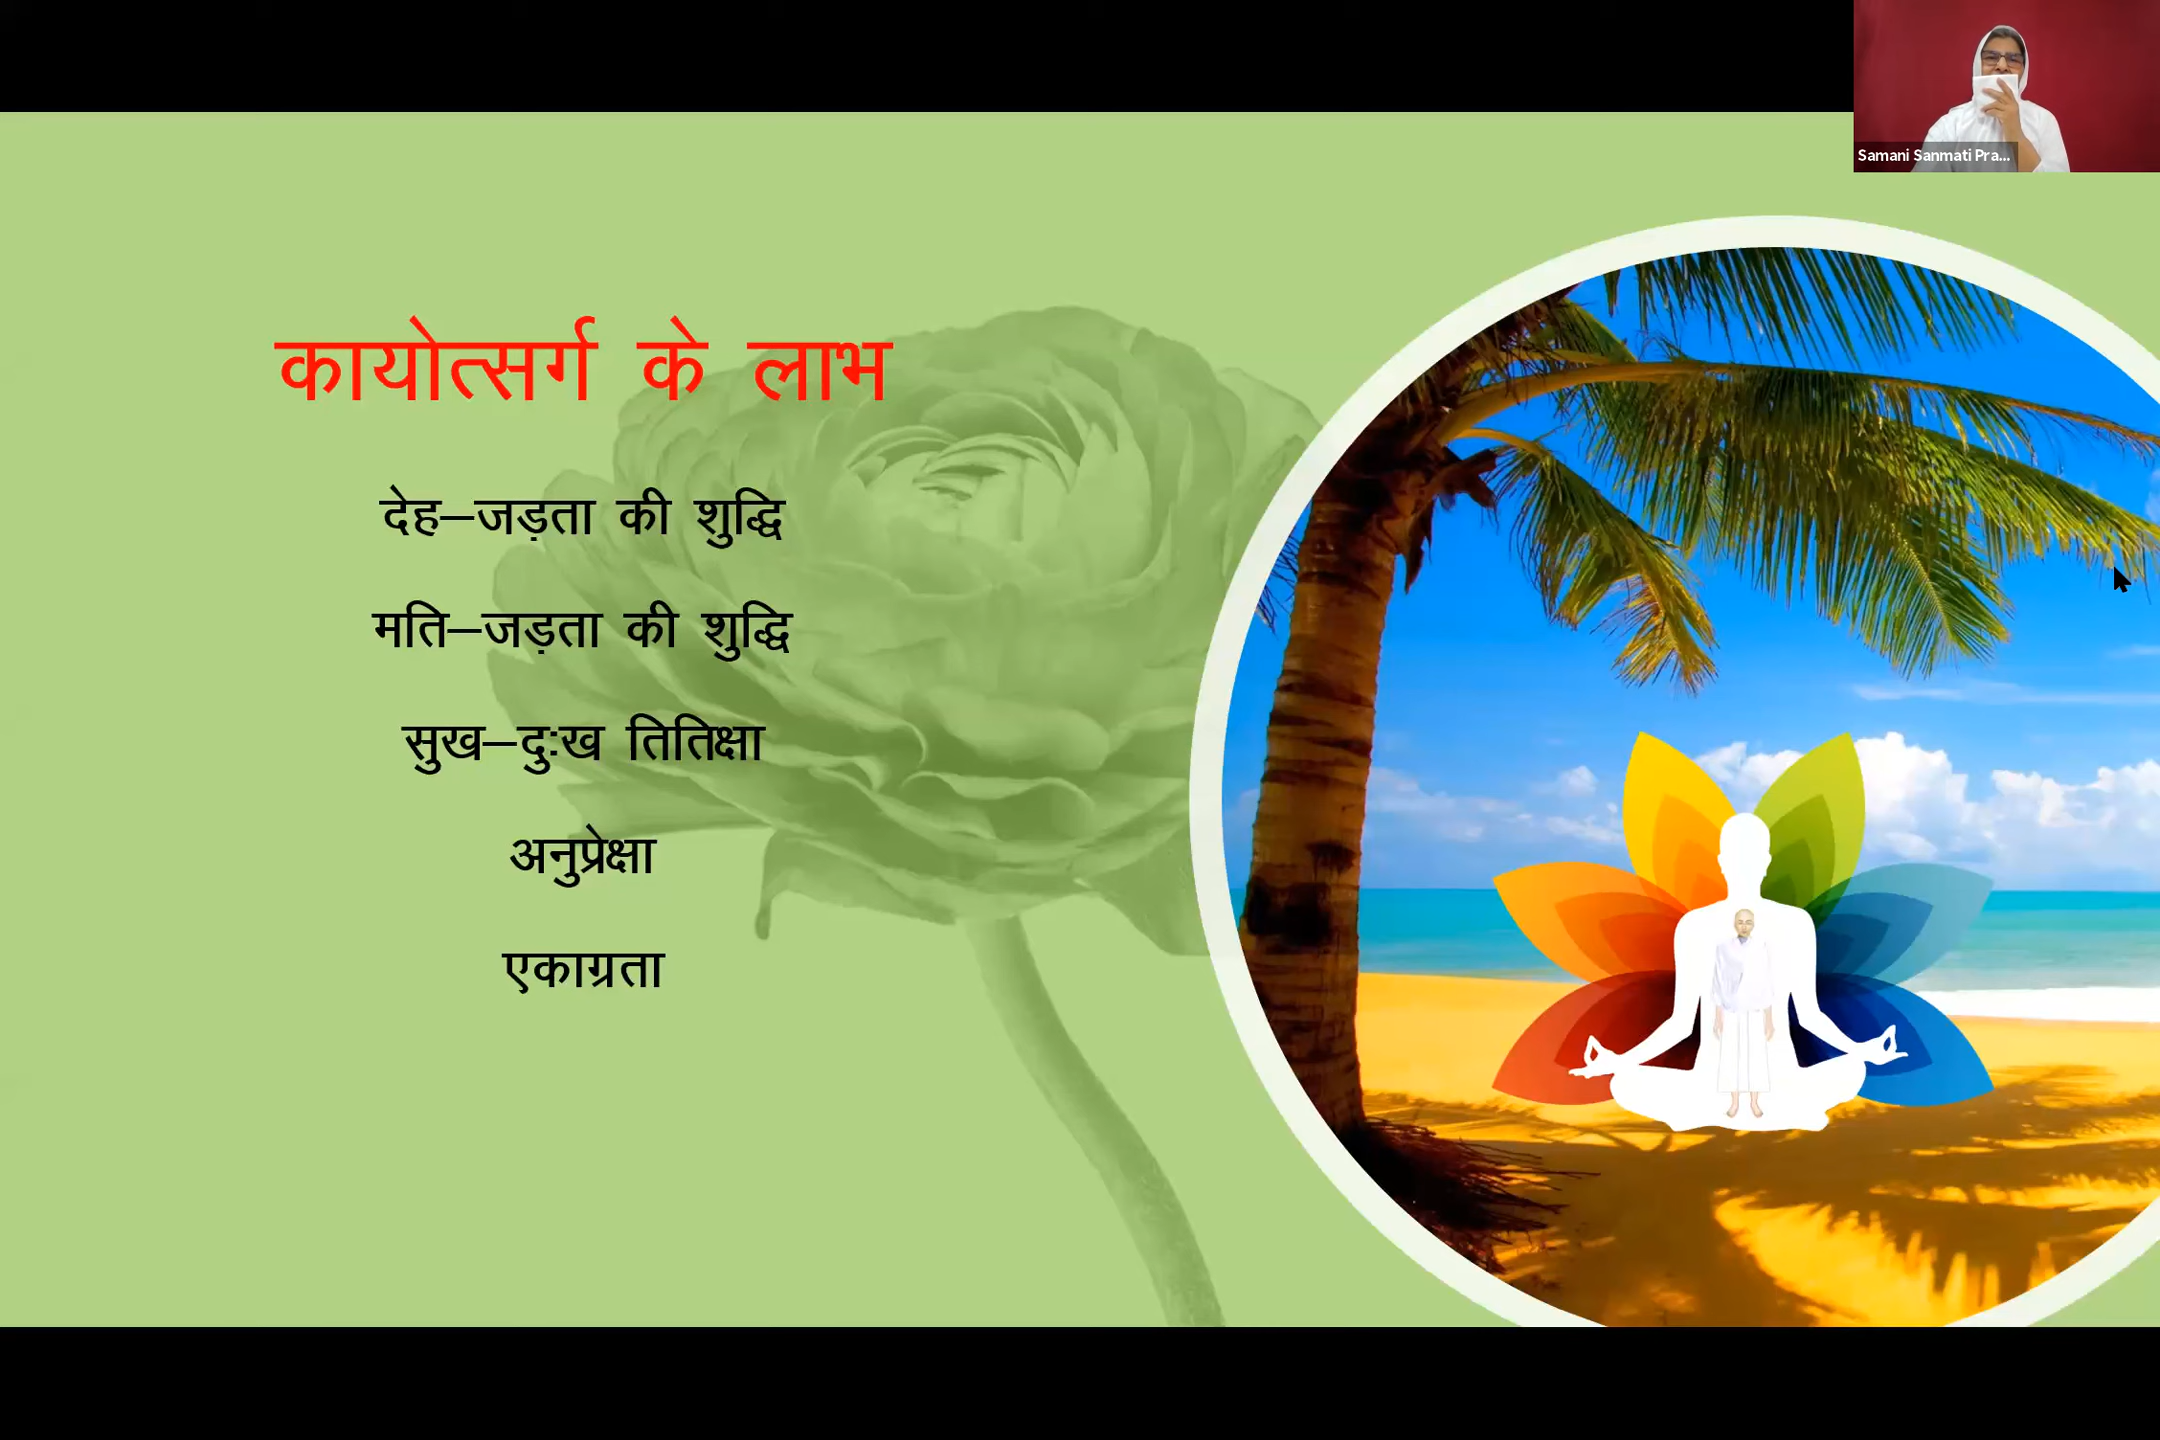 Samani Sanmati Pra...
कायोत्सर्ग के लाभ
देह–जड़ता की शुद्धि
मति–जड़ता की शुद्धि
सुख–दुःख तितिक्षा
अनुप्रेक्षा
एकाग्रता